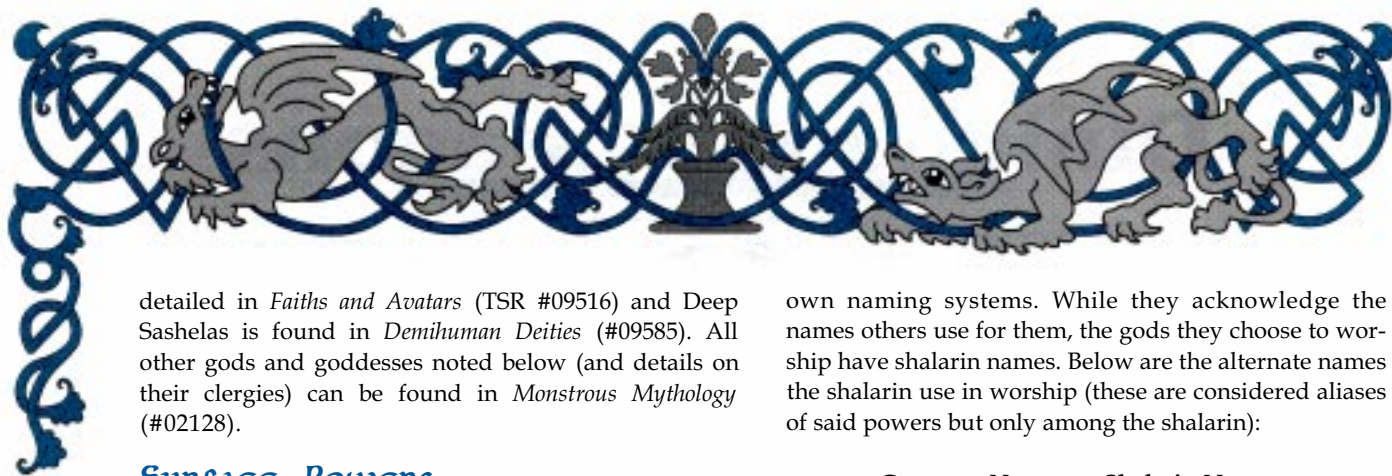 detailed in Faiths and Avatars (TSR #09516) and Deep
Sashelas is found in Demihuman Deities (#09585). All
other gods and goddesses noted below (and details on
their clergies) can be found in Monstrous Mythology
(#02128).
Surface Powers
own naming systems. While they acknowledge the
names others use for them, the gods they choose to wor-
ship have shalarin names. Below are the alternate names
the shalarin use in worship (these are considered aliases
of said powers but only among the shalarin):